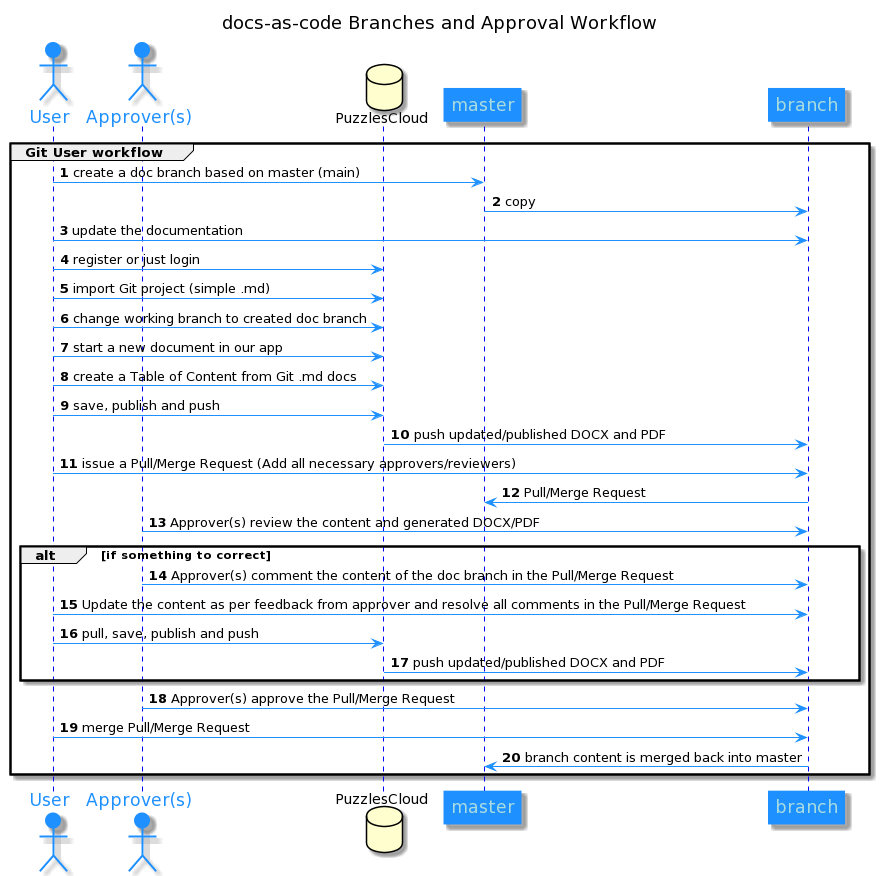 docs-as-code Branches and Approval Workflow
User
Approver(s)
PuzzlesCloud
master
branch
Git User workflow
1 create a doc branch based on master (main)
2 copy
3 update the documentation
4 register or just login
5 import Git project (simple .md)
6 change working branch to created doc branch
7 start a new document in our app
8 create a Table of Content from Git .md docs
9 save, publish and push
10 push updated/published DOCX and PDF
11 issue a Pull/Merge Request (Add all necessary approvers/reviewers)
12 Pull/Merge Request
13 Approver(s) review the content and generated DOCX/PDF
alt [if something to correct]
14 Approver(s) comment the content of the doc branch in the Pull/Merge Request
15 Update the content as per feedback from approver and resolve all comments in the Pull/Merge Request
16 pull, save, publish and push
17 push updated/published DOCX and PDF
18 Approver(s) approve the Pull/Merge Request
19 merge Pull/Merge Request
20 branch content is merged back into master
User
Approver(s)
PuzzlesCloud
master
branch